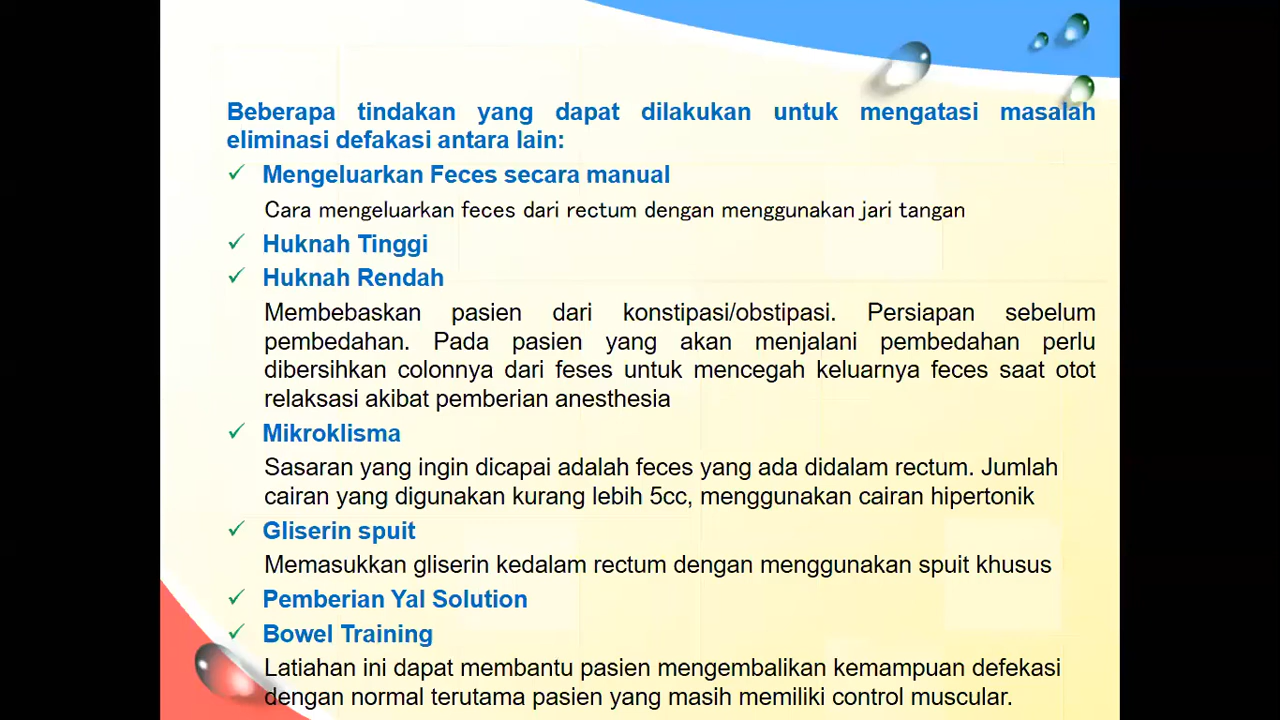 Beberapa tindakan yang dapat dilakukan untuk mengatasi masalah
eliminasi defakasi antara lain:
✓ Mengeluarkan Feces secara manual
Cara mengeluarkan feces dari rectum dengan menggunakan jari tangan
✓ Huknah Tinggi
✓ Huknah Rendah
Membebaskan pasien dari konstipasi/obstipasi. Persiapan sebelum
pembedahan. Pada pasien yang akan menjalani pembedahan perlu
dibersihkan colonnya dari feses untuk mencegah keluarnya feces saat otot
relaksasi akibat pemberian anesthesia
✓ Mikroklisma
Sasaran yang ingin dicapai adalah feces yang ada didalam rectum. Jumlah
cairan yang digunakan kurang lebih 5cc, menggunakan cairan hipertonik
✓ Gliserin spuit
Memasukkan gliserin kedalam rectum dengan menggunakan spuit khusus
✓ Pemberian Yal Solution
✓ Bowel Training
Latiahan ini dapat membantu pasien mengembalikan kemampuan defekasi
dengan normal terutama pasien yang masih memiliki control muscular.